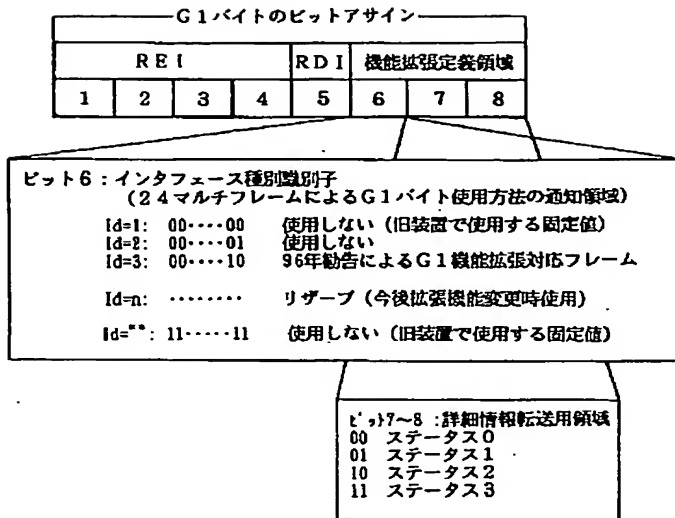 G1バイトのビットアサイン
REI RDI 機能拡張定義領域
1 2 3 4 5 6 7 8
ビット6：インタフェース種別識別子
（24マルチフレームによるG1バイト使用方法の通知領域）
Id=1: 00････00 使用しない（旧装置で使用する固定値）
Id=2: 00････01 使用しない
Id=3: 00････10 96年勧告によるG1機能拡張対応フレーム
Id=n: ････････ リザーブ（今後拡張機能変更時使用）
Id=**: 11･････11 使用しない（旧装置で使用する固定値）
ﾋﾞｯﾄ7〜8：詳細情報転送用領域
00 ステータス0
01 ステータス1
10 ステータス2
11 ステータス3